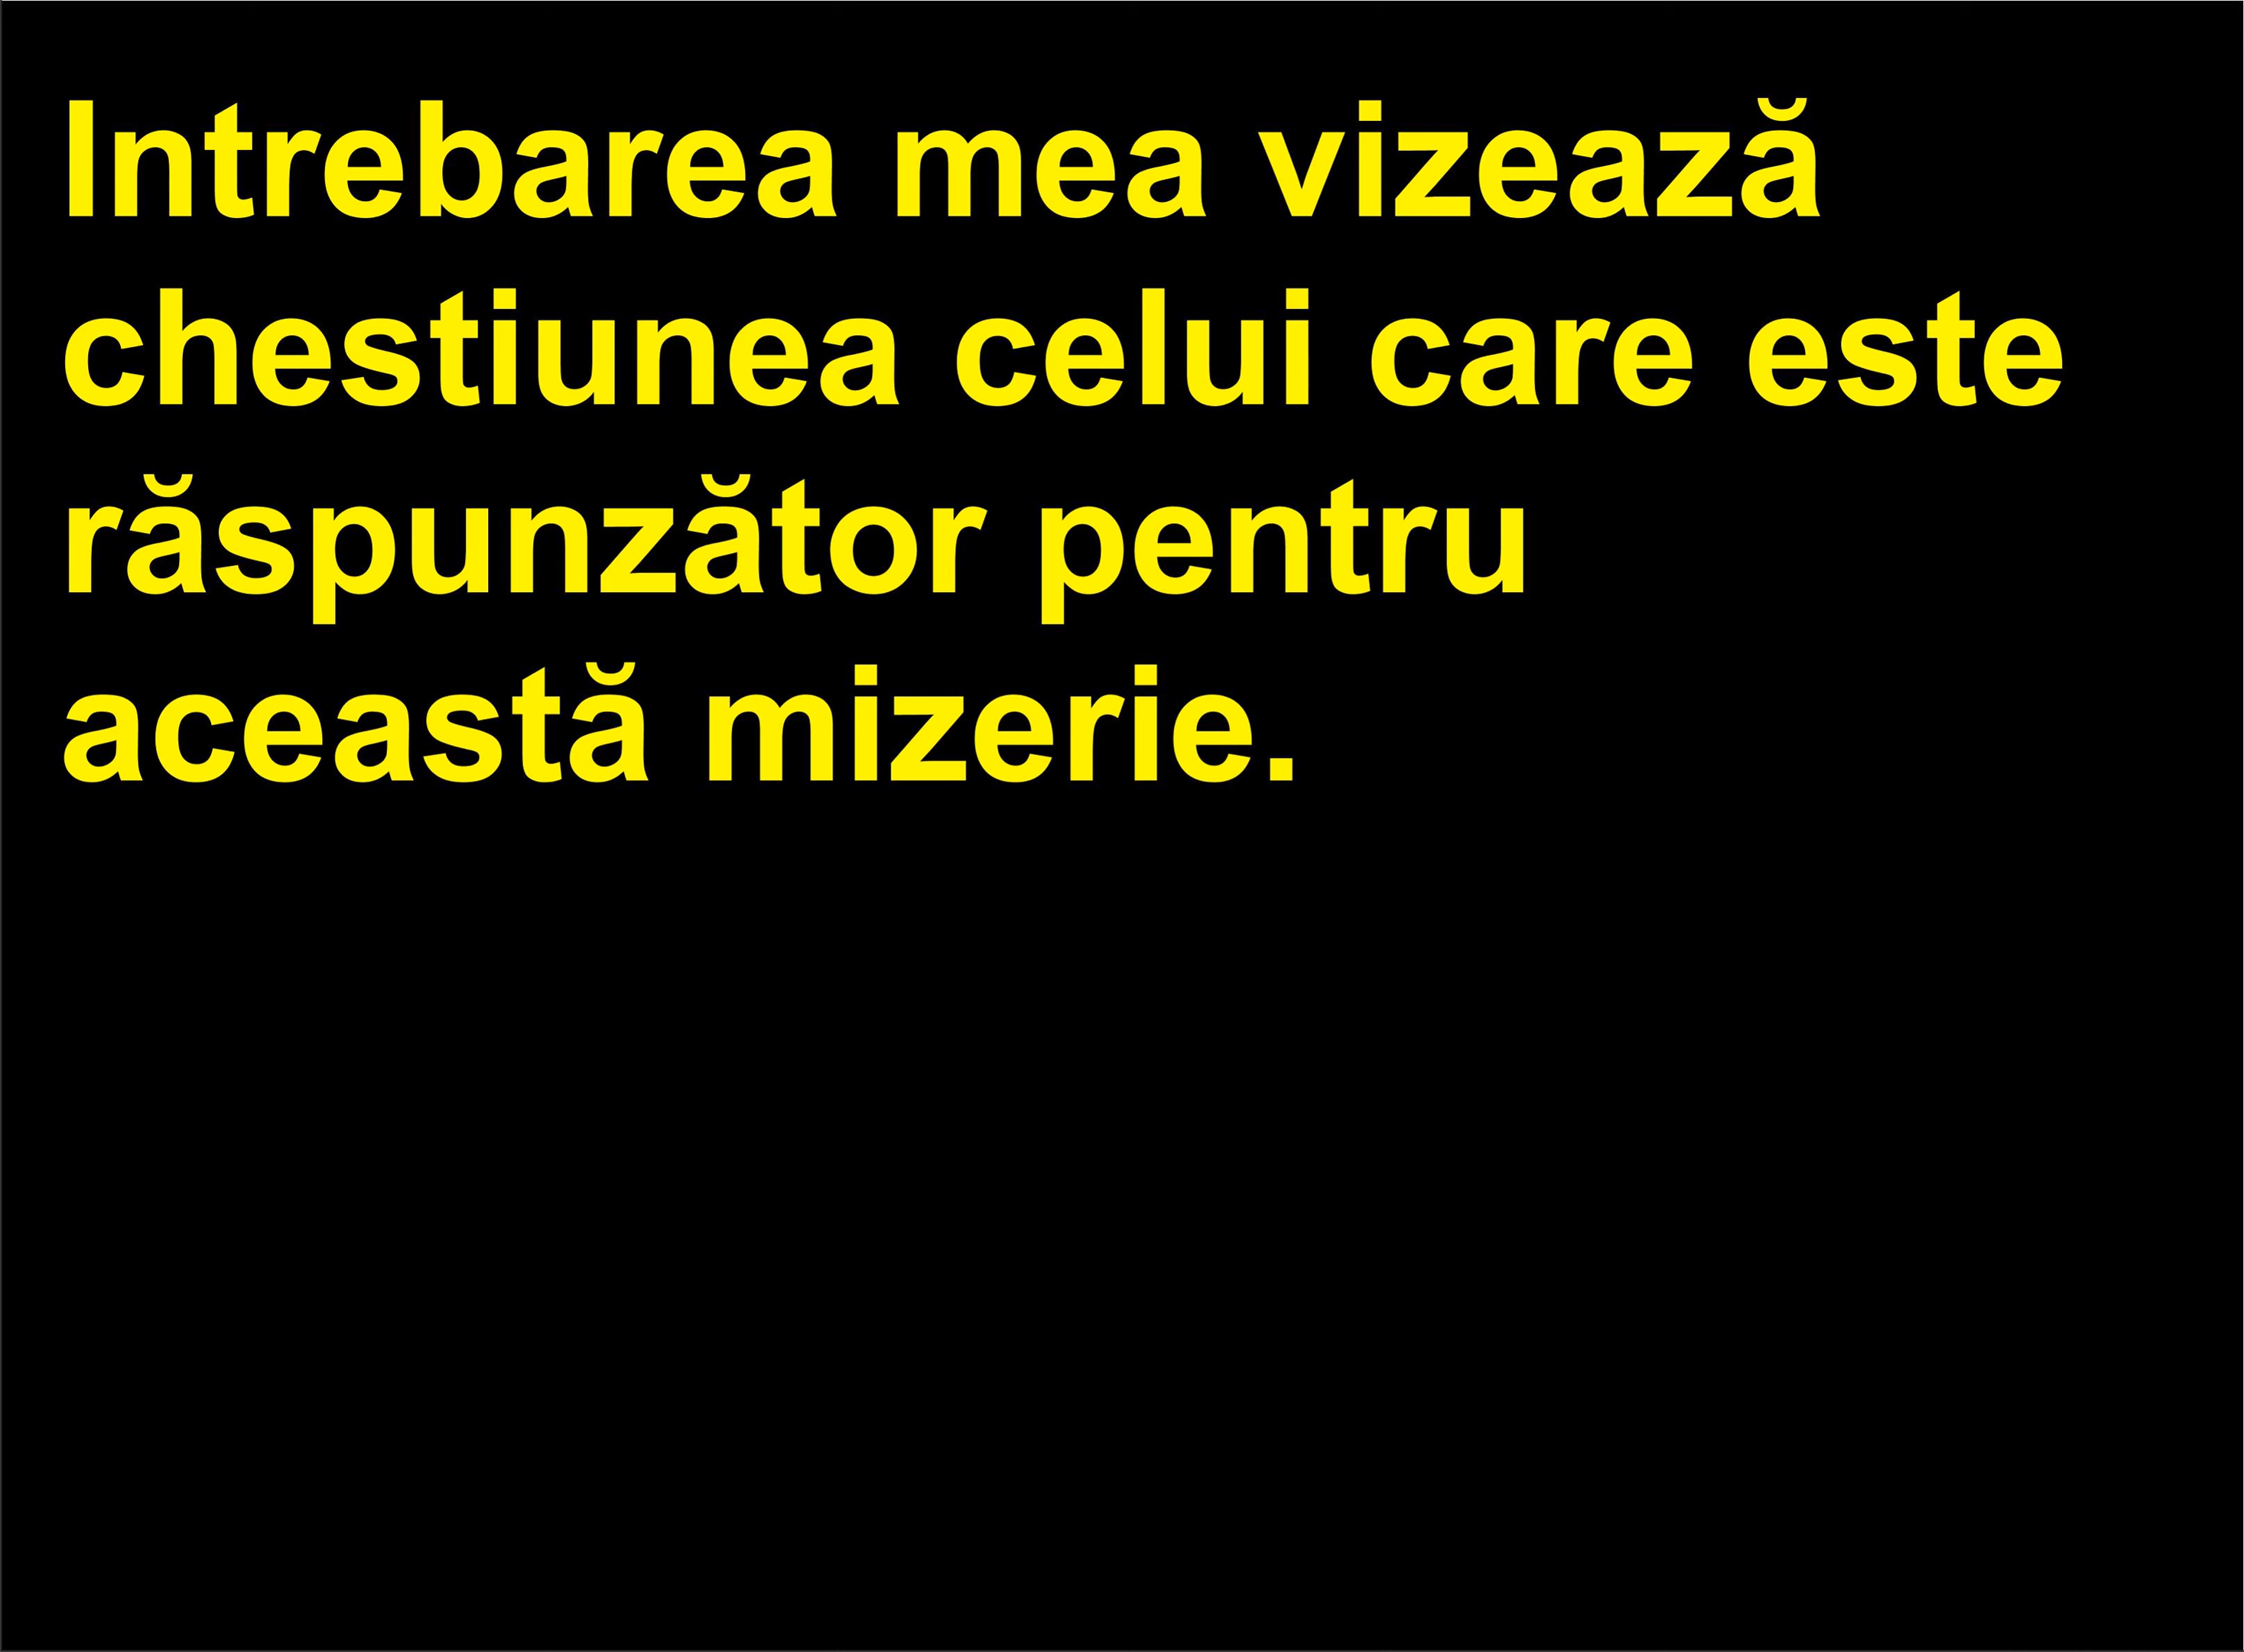 Intrebarea mea vizează
chestiunea celui care este
răspunzător pentru
această mizerie.